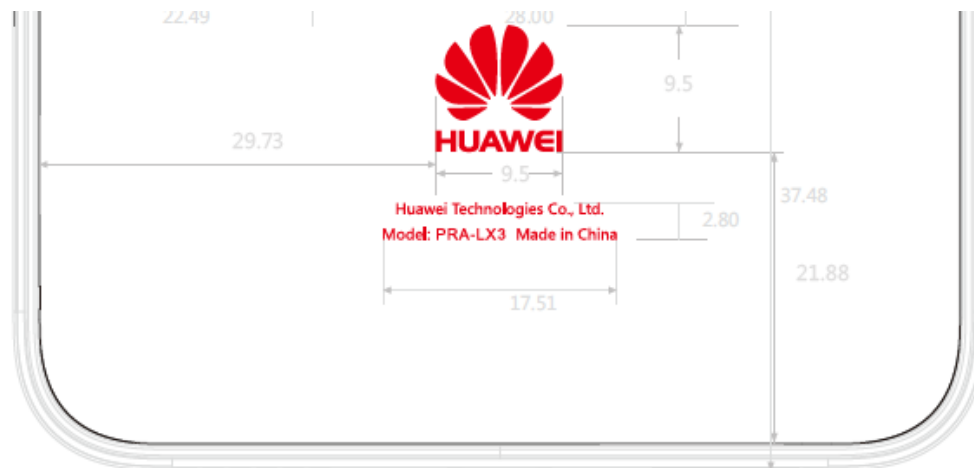 22.49 28.00
9.5
HUAWEI
29.73
9.5
37.48
Huawei Technologies Co., Ltd.
2.80
Model: PRA-LX3 Made in China
21.88
17.51